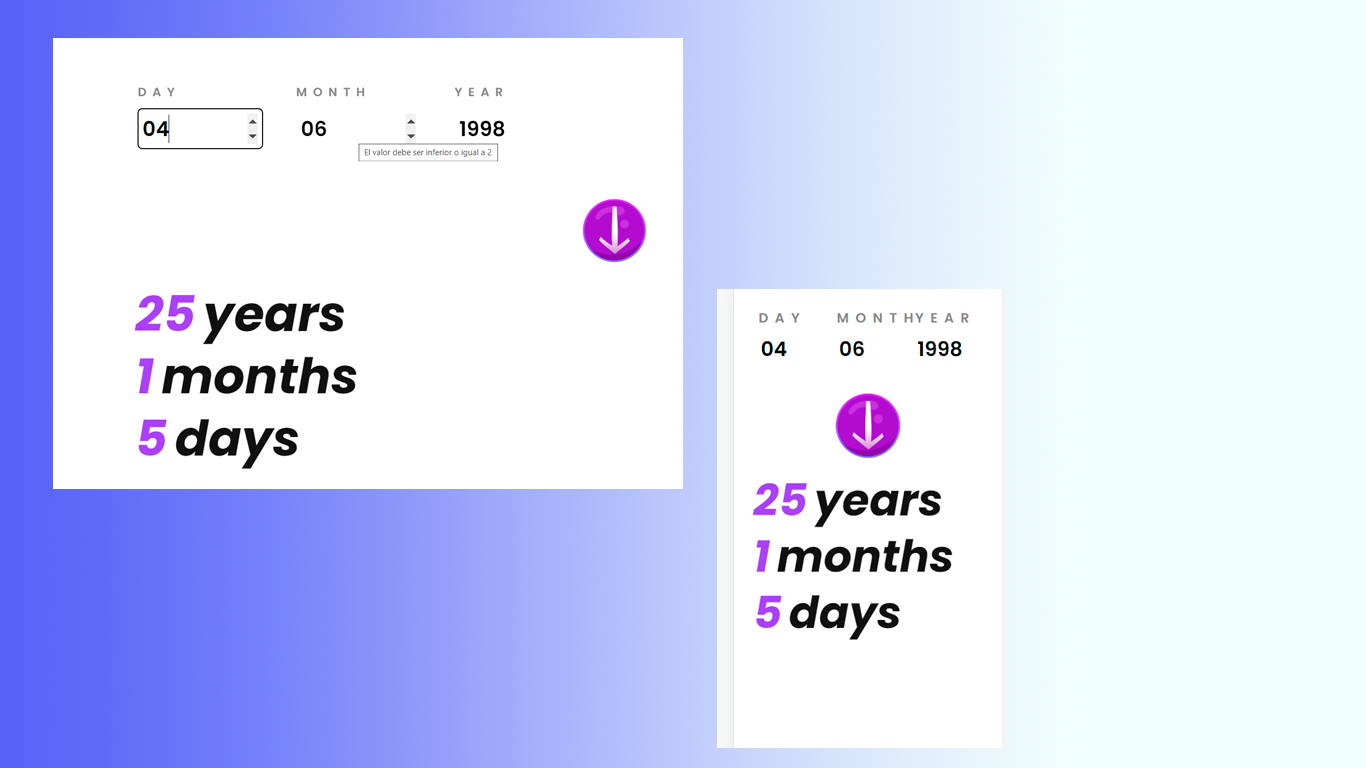 DAY MONTH YEAR
04 06 1998
El valor debe ser inferior o igual a 2
25 years
1 months
5 days
DAY MONTHYEAR
04 06 1998
25 years
1 months
5 days